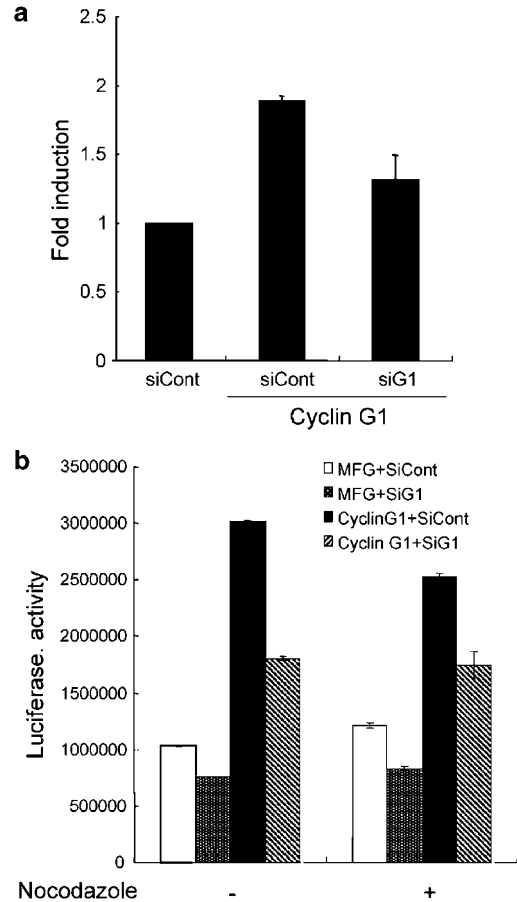 a
2.5
2
1.5
1
0.5
0
Fold induction
siCont siCont siG1
Cyclin G1
b
3500000
3000000
2500000
2000000
1500000
1000000
500000
0
Luciferase. activity
MFG+SiCont
MFG+SiG1
CyclinG1+SiCont
Cyclin G1+SiG1
Nocodazole - +